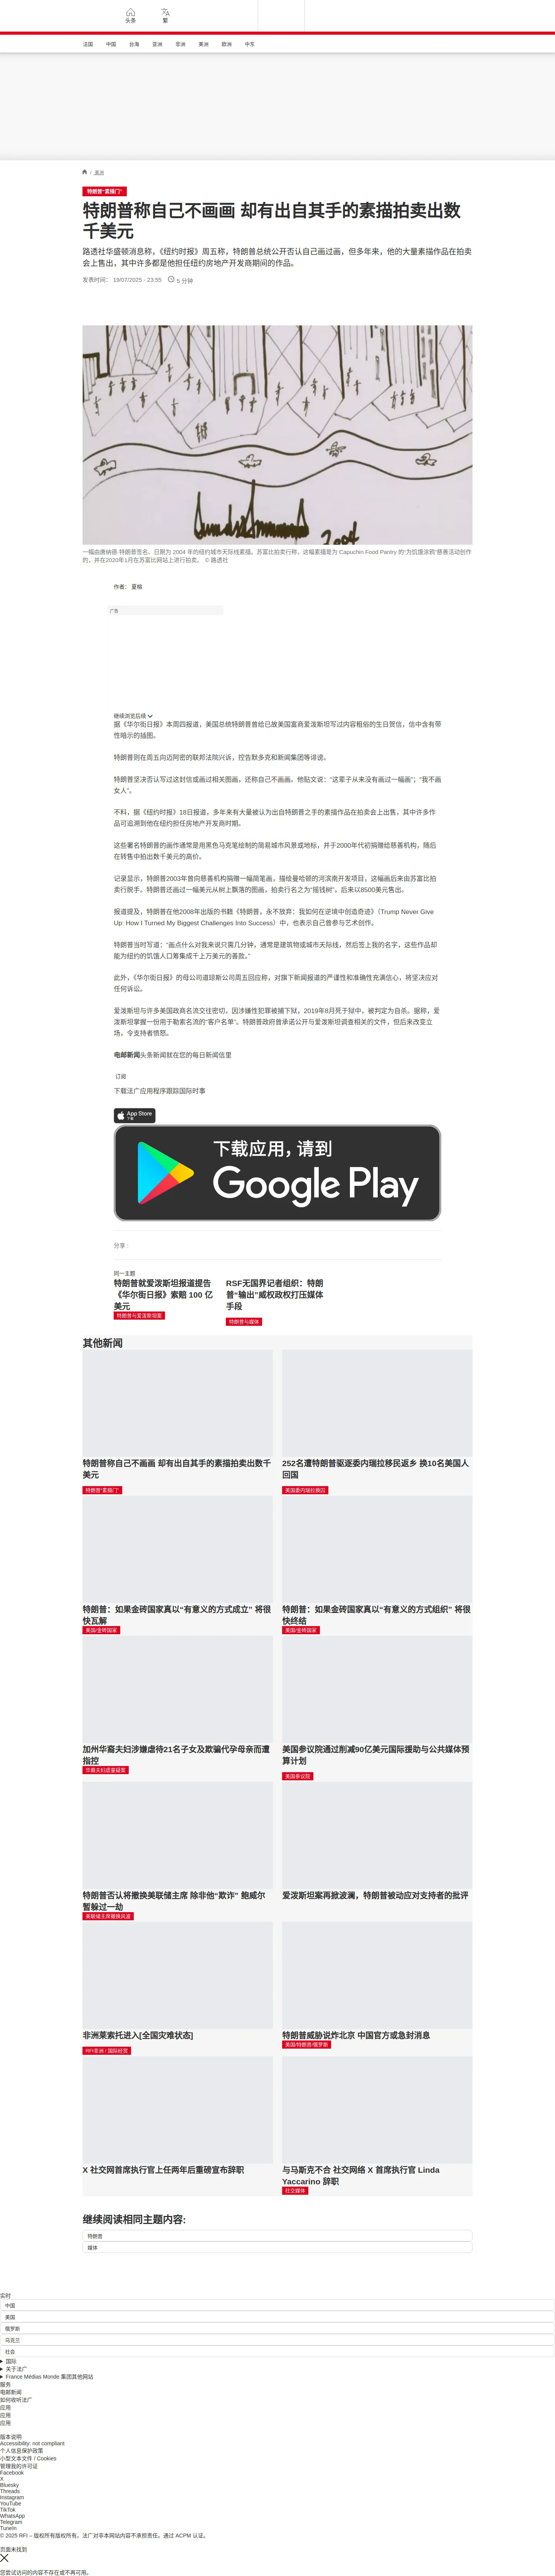 头条
繁
法国
中国
台海
亚洲
非洲
美洲
欧洲
中东
/ 美洲
特朗普“素描门”
特朗普称自己不画画 却有出自其手的素描拍卖出数
千美元
路透社华盛顿消息称，《纽约时报》周五称，特朗普总统公开否认自己画过画，但多年来，他的大量素描作品在拍卖
会上售出，其中许多都是他担任纽约房地产开发商期间的作品。
发表时间： 19/07/2025 - 23:55
5 分钟
2004
一幅由唐纳德·特朗普签名、日期为 2004 年的纽约城市天际线素描。苏富比拍卖行称，这幅素描是为 Capuchin Food Pantry 的“为饥饿涂鸦”慈善活动创作
的，并在2020年1月在苏富比网站上进行拍卖。 © 路透社
作者： 夏榕
广告
继续浏览后续
据《华尔街日报》本周四报道，美国总统特朗普曾给已故美国富商爱泼斯坦写过内容粗俗的生日贺信，信中含有带
性暗示的插图。
特朗普则在周五向迈阿密的联邦法院兴诉，控告默多克和新闻集团等诽谤。
特朗普坚决否认写过这封信或画过相关图画，还称自己不画画。他贴文说：“这辈子从来没有画过一幅画”；“我不画
女人”。
不料，据《纽约时报》18日报道，多年来有大量被认为出自特朗普之手的素描作品在拍卖会上出售，其中许多作
品可追溯到他在纽约担任房地产开发商时期。
这些署名特朗普的画作通常是用黑色马克笔绘制的简易城市风景或地标，并于2000年代初捐赠给慈善机构，随后
在转售中拍出数千美元的高价。
记录显示，特朗普2003年曾向慈善机构捐赠一幅简笔画，描绘曼哈顿的河滨南开发项目，这幅画后来由苏富比拍
卖行脱手。特朗普还画过一幅美元从树上飘落的图画，拍卖行名之为“摇钱树”，后来以8500美元售出。
报道提及，特朗普在他2008年出版的书籍《特朗普，永不放弃：我如何在逆境中创造奇迹》（Trump Never Give
Up: How I Turned My Biggest Challenges Into Success）中，也表示自己曾参与艺术创作。
特朗普当时写道：“画点什么对我来说只需几分钟，通常是建筑物或城市天际线，然后签上我的名字，这些作品却
能为纽约的饥饿人口筹集成千上万美元的善款。”
此外，《华尔街日报》的母公司道琼斯公司周五回应称，对旗下新闻报道的严谨性和准确性充满信心，将坚决应对
任何诉讼。
爱泼斯坦与许多美国政商名流交往密切，因涉嫌性犯罪被捕下狱，2019年8月死于狱中，被判定为自杀。据称，爱
泼斯坦掌握一份用于勒索名流的“客户名单”。特朗普政府曾承诺公开与爱泼斯坦调查相关的文件，但后来改变立
场，令支持者愤怒。
电邮新闻头条新闻就在您的每日新闻信里
订阅
下载法广应用程序跟踪国际时事
App Store
下载
下载应用，请到
Google Play
分享 :
同一主题
特朗普就爱泼斯坦报道提告
《华尔街日报》索赔 100 亿
美元
特朗普与爱泼斯坦案
RSF无国界记者组织：特朗
普“输出”威权政权打压媒体
手段
特朗普与媒体
其他新闻
特朗普称自己不画画 却有出自其手的素描拍卖出数千
美元
特朗普“素描门”
252名遭特朗普驱逐委内瑞拉移民返乡 换10名美国人
回国
美国委内瑞拉换囚
特朗普：如果金砖国家真以“有意义的方式成立” 将很
快瓦解
美国/金砖国家
特朗普：如果金砖国家真以“有意义的方式组织” 将很
快终结
美国/金砖国家
加州华裔夫妇涉嫌虐待21名子女及欺骗代孕母亲而遭
指控
华裔夫妇虐童疑案
美国参议院通过削减90亿美元国际援助与公共媒体预
算计划
美国参议院
特朗普否认将撤换美联储主席 除非他“欺诈” 鲍威尔
暂躲过一劫
美联储主席撤换风波
爱泼斯坦案再掀波澜，特朗普被动应对支持者的批评
非洲莱索托进入[全国灾难状态]
RFI非洲 / 国际经贸
特朗普威胁说炸北京 中国官方或急封消息
美国/特朗普/俄罗斯
X 社交网首席执行官上任两年后重磅宣布辞职
与马斯克不合 社交网络 X 首席执行官 Linda
Yaccarino 辞职
社交媒体
继续阅读相同主题内容:
特朗普
媒体
实时
中国
美国
俄罗斯
乌克兰
社会
国际
关于法广
France Médias Monde 集团其他网站
服务
电邮新闻
如何收听法广
应用
应用
应用
版本说明
Accessibility: not compliant
个人信息保护政策
小型文本文件 / Cookies
管理我的许可证
Facebook
X
Bluesky
Threads
Instagram
YouTube
TikTok
WhatsApp
Telegram
TuneIn
© 2025 RFI – 版权所有版权所有。法广对非本网站内容不承担责任。通过 ACPM 认证。
页面未找到
您尝试访问的内容不存在或不再可用。